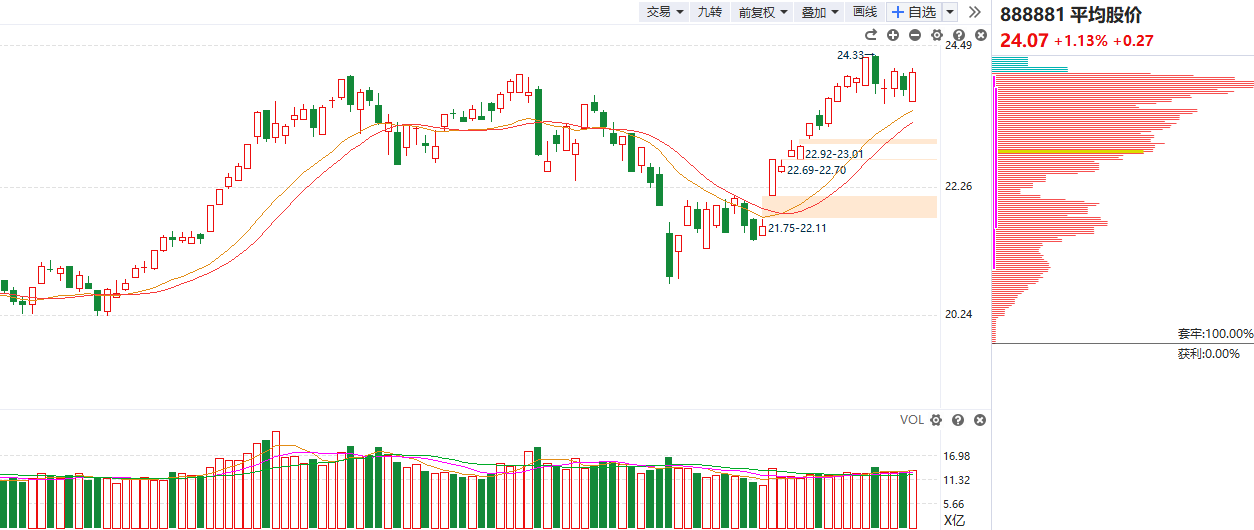 交易 九转 前复权 叠加 画线 自选
888881 平均股价
24.07 +1.13% +0.27
24.49
24.33
22.92-23.01
22.69-22.70
22.26
21.75-22.11
20.24
套牢:100.00%
获利:0.00%
VOL
16.98
11.32
5.66
X亿